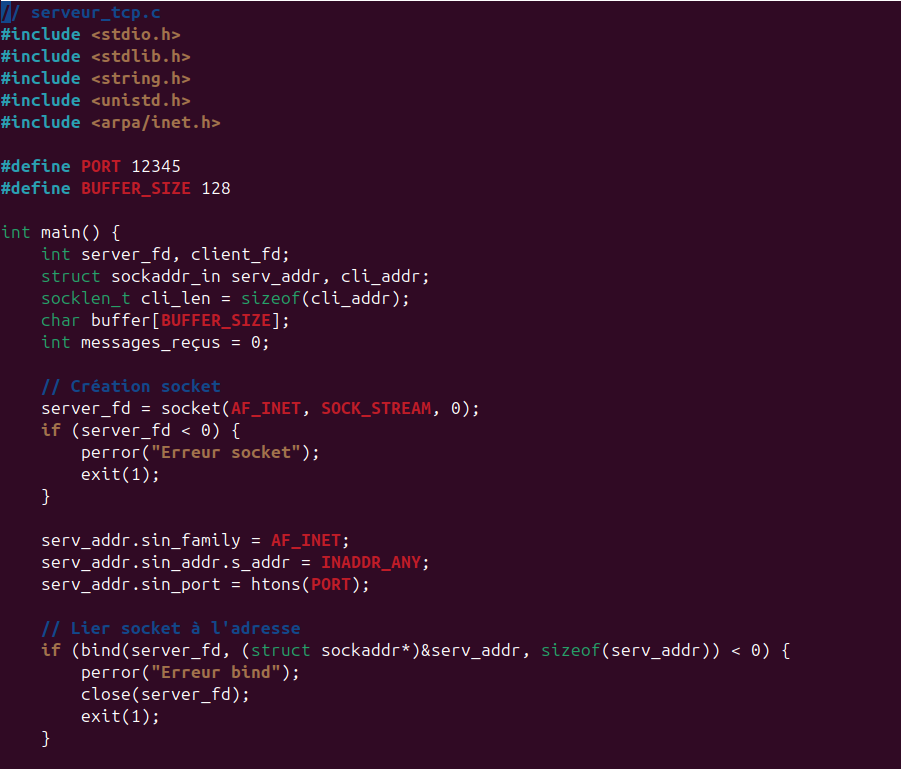 // serveur_tcp.c
#include <stdio.h>
#include <stdlib.h>
#include <string.h>
#include <unistd.h>
#include <arpa/inet.h>

#define PORT 12345
#define BUFFER_SIZE 128

int main() {
    int server_fd, client_fd;
    struct sockaddr_in serv_addr, cli_addr;
    socklen_t cli_len = sizeof(cli_addr);
    char buffer[BUFFER_SIZE];
    int messages_reçus = 0;

    // Création socket
    server_fd = socket(AF_INET, SOCK_STREAM, 0);
    if (server_fd < 0) {
        perror("Erreur socket");
        exit(1);
    }

    serv_addr.sin_family = AF_INET;
    serv_addr.sin_addr.s_addr = INADDR_ANY;
    serv_addr.sin_port = htons(PORT);

    // Lier socket à l'adresse
    if (bind(server_fd, (struct sockaddr*)&serv_addr, sizeof(serv_addr)) < 0) {
        perror("Erreur bind");
        close(server_fd);
        exit(1);
    }